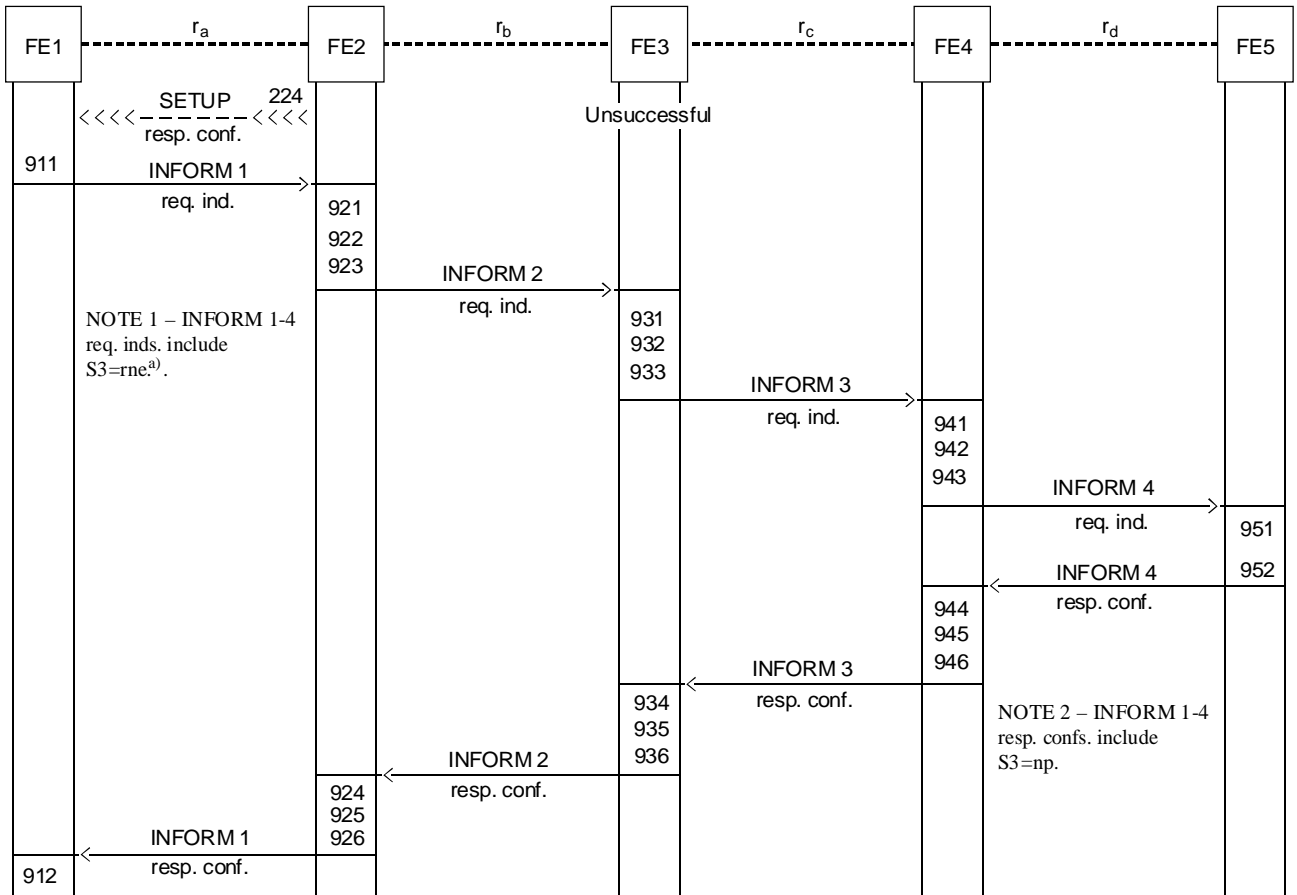 FE1 r_a FE2 r_b FE3 r_c FE4 r_d FE5
SETUP 224
resp. conf.
Unsuccessful
911
INFORM 1
req. ind.
921
922
923
INFORM 2
req. ind.
NOTE 1 – INFORM 1-4
req. inds. include
S3=rne.a).
931
932
933
INFORM 3
req. ind.
941
942
943
INFORM 4
req. ind.
951
INFORM 4 952
resp. conf.
944
945
946
INFORM 3
resp. conf.
NOTE 2 – INFORM 1-4
resp. confs. include
S3=np.
934
935
936
INFORM 2
resp. conf.
924
925
926
INFORM 1
resp. conf.
912